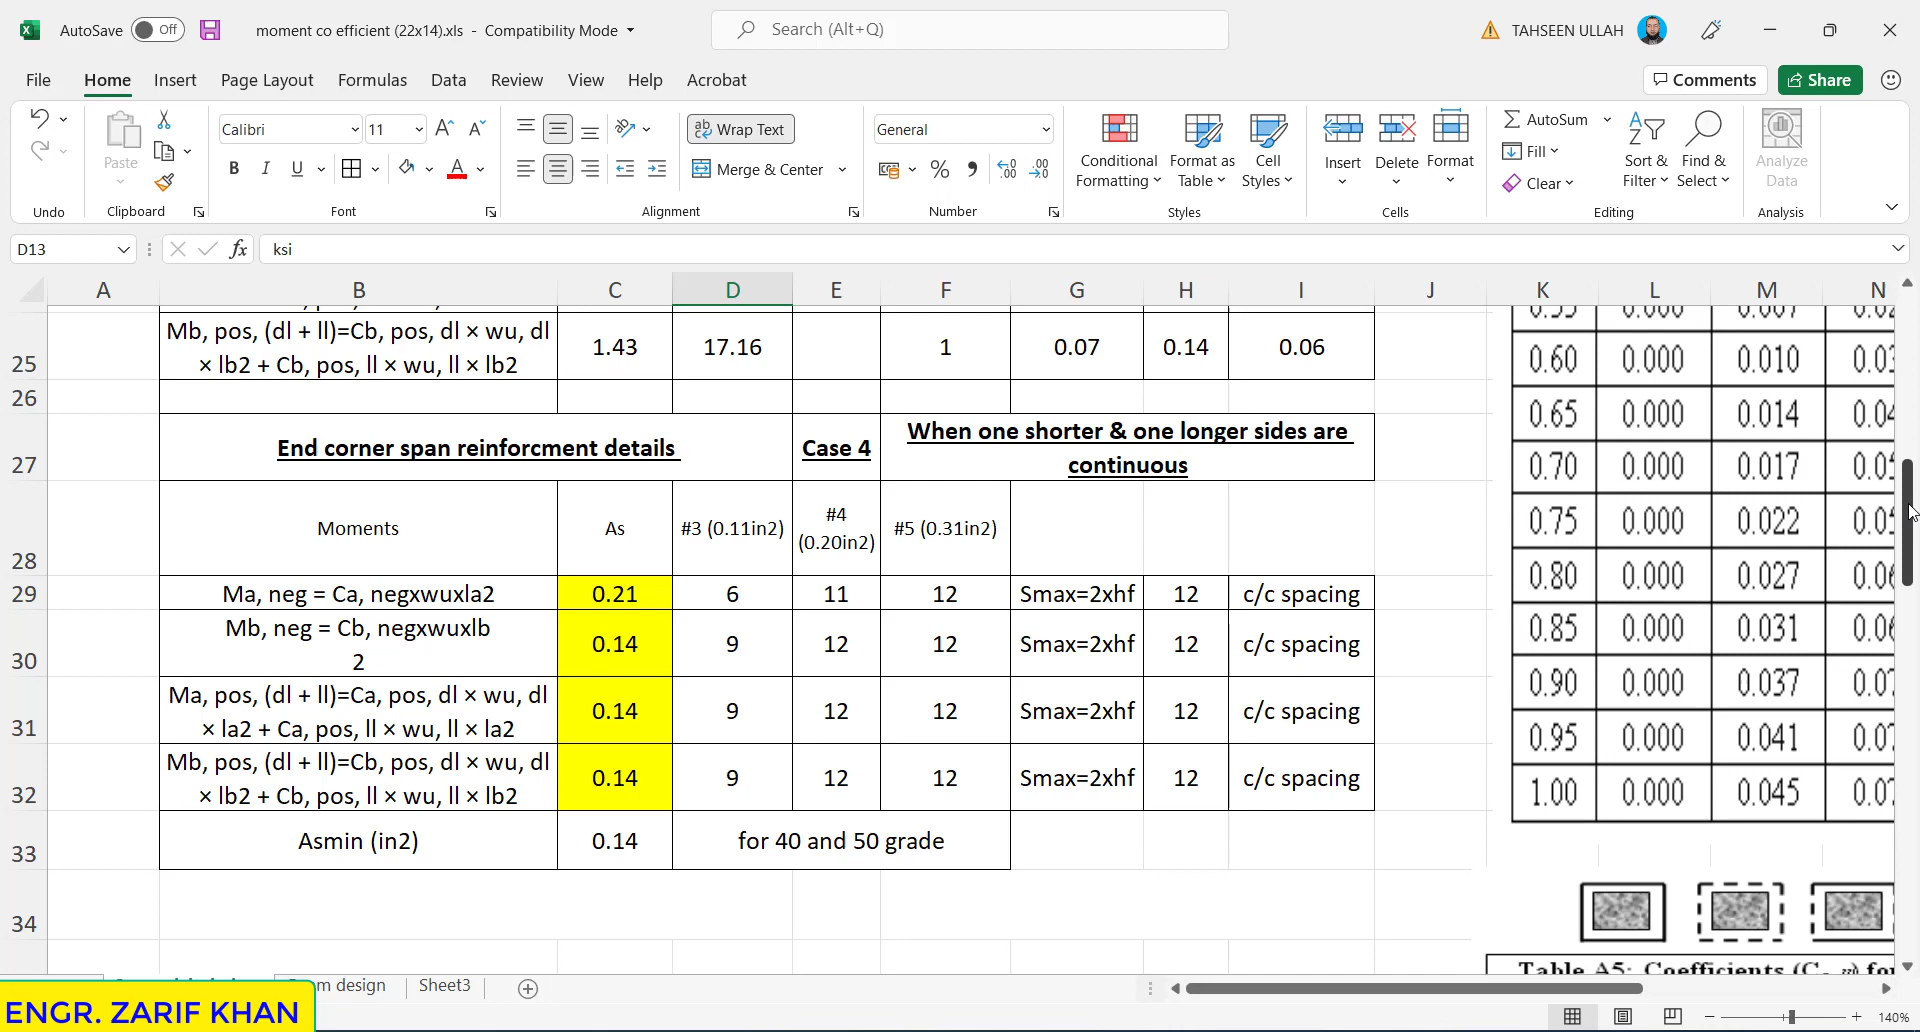 AutoSave Off moment co efficient (22x14).xls - Compatibility Mode Search (Alt+Q) TAHSEEN ULLAH
File Home Insert Page Layout Formulas Data Review View Help Acrobat Comments Share
Calibri 11 Wrap Text General AutoSum
Paste Conditional Format as Cell Insert Delete Format Fill Sort & Find & Analyze
B I U Merge & Center % Formatting Table Styles Clear Filter Select Data
Undo Clipboard Font Alignment Number Styles Cells Editing Analysis
D13 fx ksi
A B C D E F G H I J K L M N
25 Mb, pos, (dl + ll)=Cb, pos, dl × wu, dl
× lb2 + Cb, pos, ll × wu, ll × lb2 1.43 17.16 1 0.07 0.14 0.06
26
27 End corner span reinforcment details Case 4 When one shorter & one longer sides are
continuous
28 Moments As #3 (0.11in2) #4
(0.20in2) #5 (0.31in2)
29 Ma, neg = Ca, negxwuxla2 0.21 6 11 12 Smax=2xhf 12 c/c spacing
30 Mb, neg = Cb, negxwuxlb
2 0.14 9 12 12 Smax=2xhf 12 c/c spacing
31 Ma, pos, (dl + ll)=Ca, pos, dl × wu, dl
× la2 + Ca, pos, ll × wu, ll × la2 0.14 9 12 12 Smax=2xhf 12 c/c spacing
32 Mb, pos, (dl + ll)=Cb, pos, dl × wu, dl
× lb2 + Cb, pos, ll × wu, ll × lb2 0.14 9 12 12 Smax=2xhf 12 c/c spacing
33 Asmin (in2) 0.14 for 40 and 50 grade
34
0.60 0.000 0.010
0.65 0.000 0.014
0.70 0.000 0.017
0.75 0.000 0.022
0.80 0.000 0.027
0.85 0.000 0.031
0.90 0.000 0.037
0.95 0.000 0.041
1.00 0.000 0.045
Table A5: Coefficients
design Sheet3
ENGR. ZARIF KHAN
140%